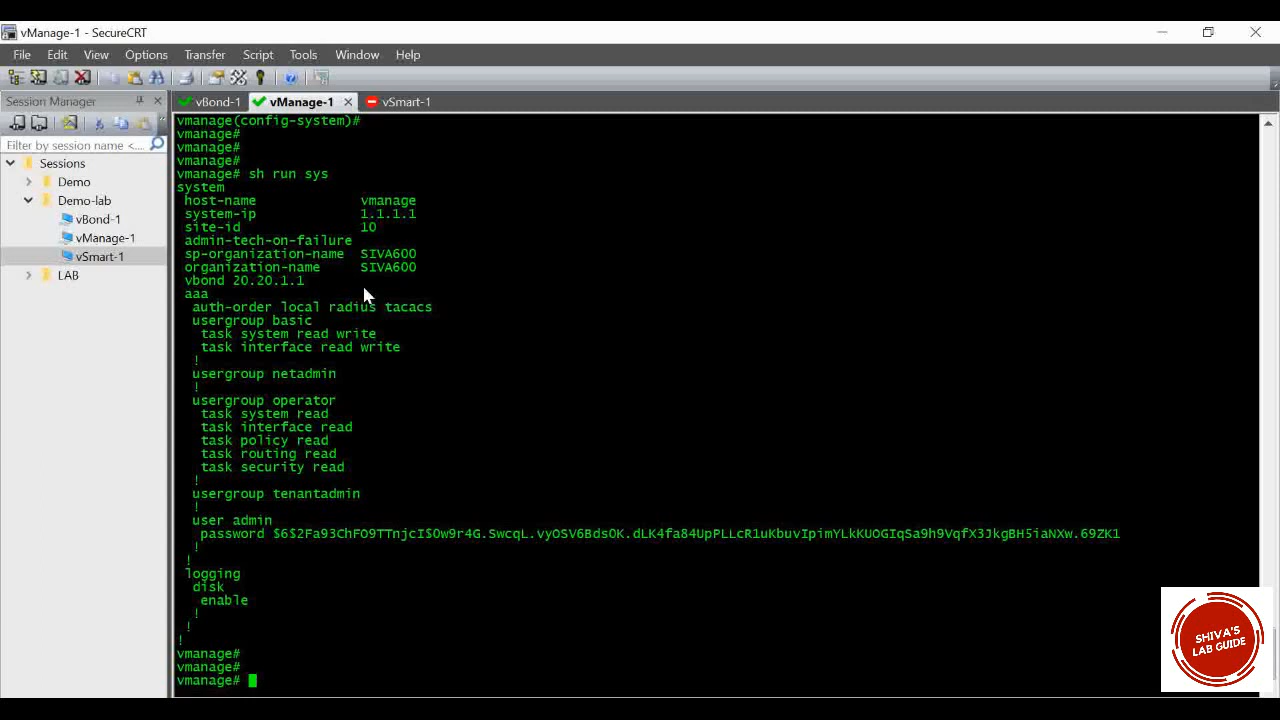 vManage-1 - SecureCRT
File Edit View Options Transfer Script Tools Window Help
Session Manager
vBond-1 vManage-1 vSmart-1
Filter by session name <...
Sessions
Demo
Demo-lab
vBond-1
vManage-1
vSmart-1
LAB
vmanage(config-system)#
vmanage#
vmanage#
vmanage#
vmanage# sh run sys
system
host-name vmanage
system-ip 1.1.1.1
site-id 10
admin-tech-on-failure
sp-organization-name SIVA600
organization-name SIVA600
vbond 20.20.1.1
aaa
auth-order local radius tacacs
usergroup basic
task system read write
task interface read write
!
usergroup netadmin
!
usergroup operator
task system read
task interface read
task policy read
task routing read
task security read
!
usergroup tenantadmin
!
user admin
password $6$2Fa93ChFO9TTnjcI$Ow9r4G.SwcqL.vyOSV6BdsOK.dLK4fa84UpPLLcR1uKbuvIpimYLkKUOGIqSa9h9VqfX3JkgBH5iaNXw.69ZK1
!
!
logging
disk
enable
!
!
!
vmanage#
vmanage#
vmanage#
SHIVA'S
LAB GUIDE